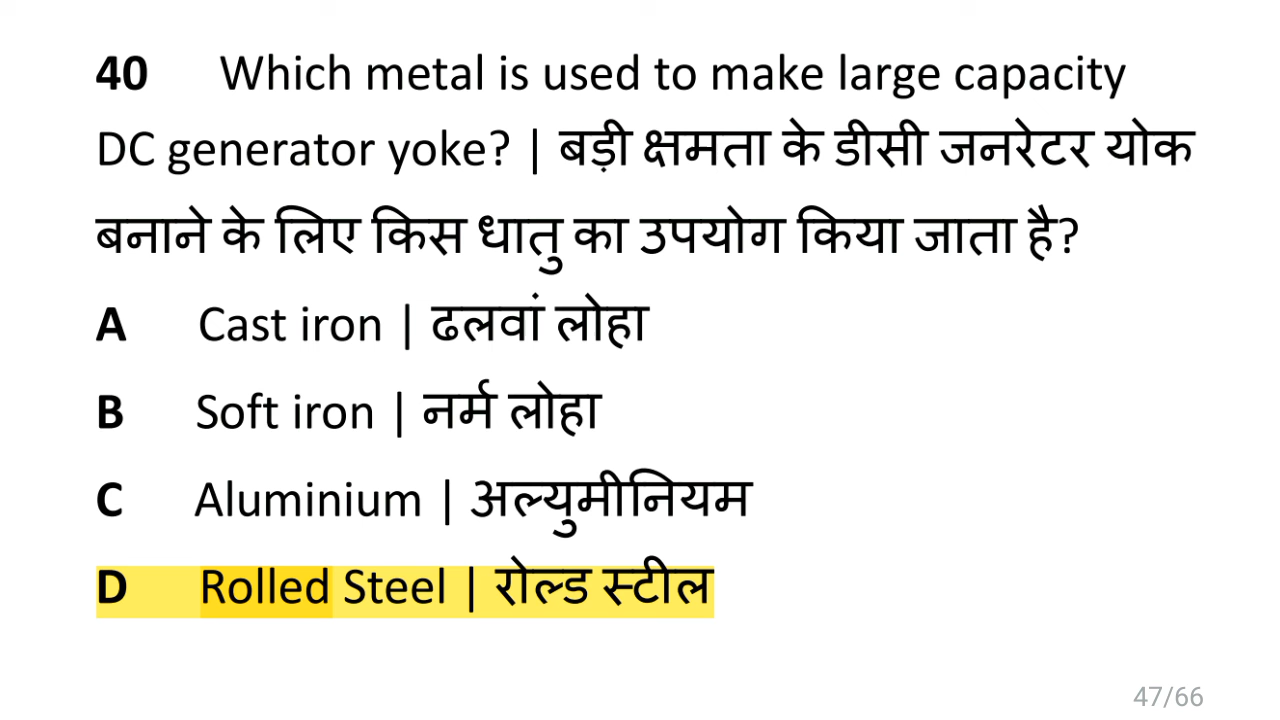 40 Which metal is used to make large capacity
DC generator yoke? | बड़ी क्षमता के डीसी जनरेटर योक
बनाने के लिए किस धातु का उपयोग किया जाता है?
A Cast iron | ढलवां लोहा
B Soft iron | नर्म लोहा
C Aluminium | अल्युमीनियम
D Rolled Steel | रोल्ड स्टील
47/66